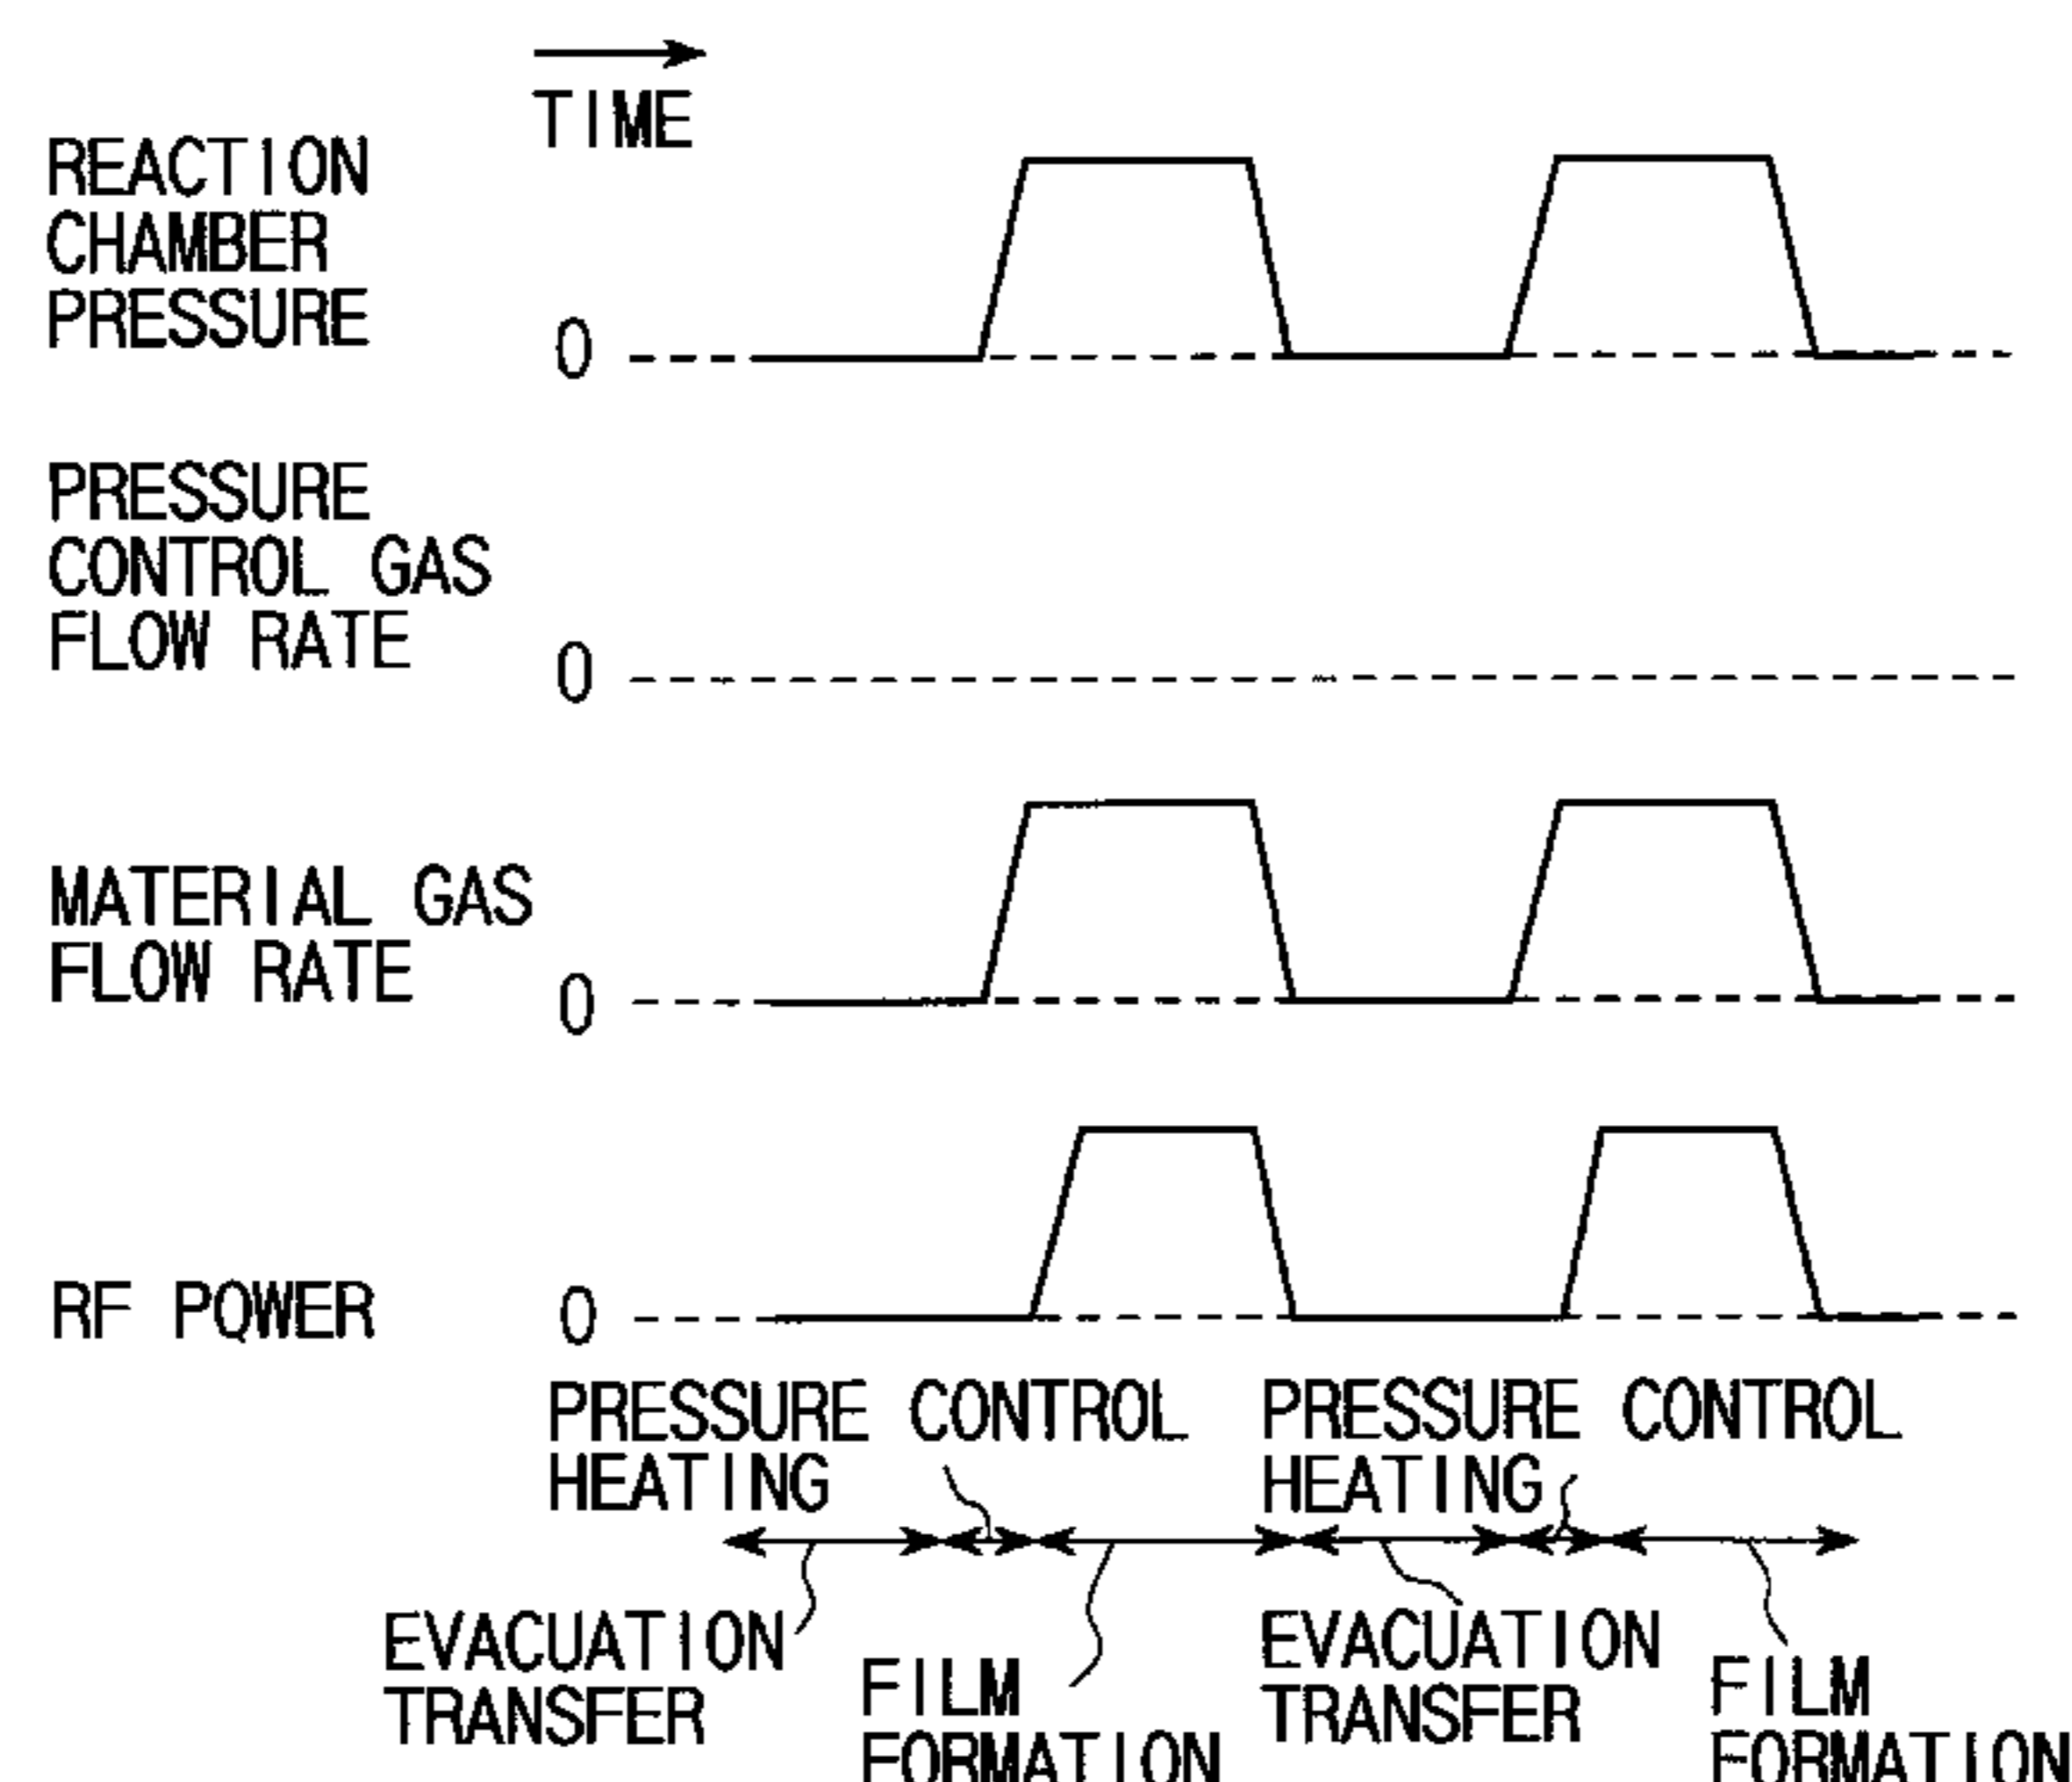 TIME
REACTION
CHAMBER
PRESSURE
0
PRESSURE
CONTROL GAS
FLOW RATE
0
MATERIAL GAS
FLOW RATE
0
RF POWER
0
PRESSURE CONTROL
HEATING
PRESSURE CONTROL
HEATING
EVACUATION
TRANSFER
FILM
FORMATION
EVACUATION
TRANSFER
FILM
FORMATION